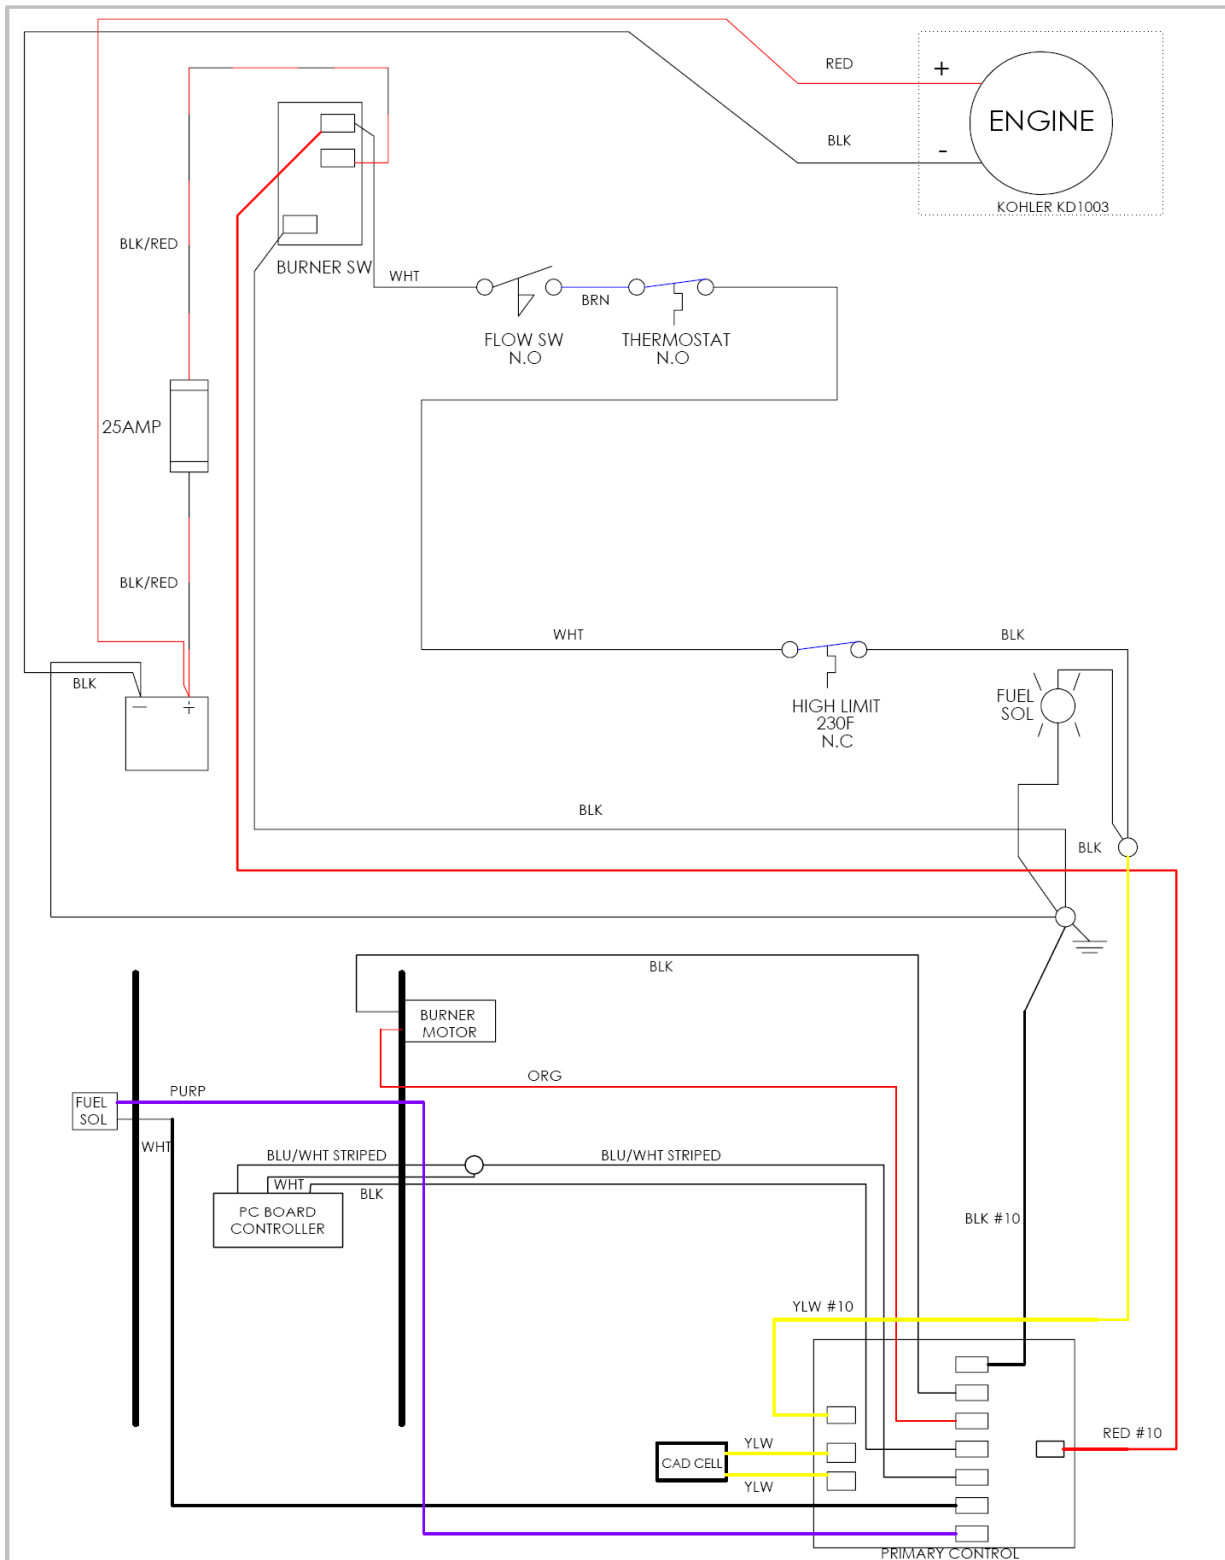 RED
+
ENGINE
BLK
-
KOHLER KD1003
BLK/RED
BURNER SW
WHT
BRN
FLOW SW
N.O
THERMOSTAT
N.O
25AMP
BLK/RED
WHT
BLK
BLK
HIGH LIMIT
230F
N.C
FUEL
SOL
BLK
BLK
BLK
BURNER
MOTOR
ORG
PURP
FUEL
SOL
WHT
BLU/WHT STRIPED
BLU/WHT STRIPED
WHT
BLK
PC BOARD
CONTROLLER
BLK #10
YLW #10
RED #10
YLW
CAD CELL
YLW
PRIMARY CONTROL